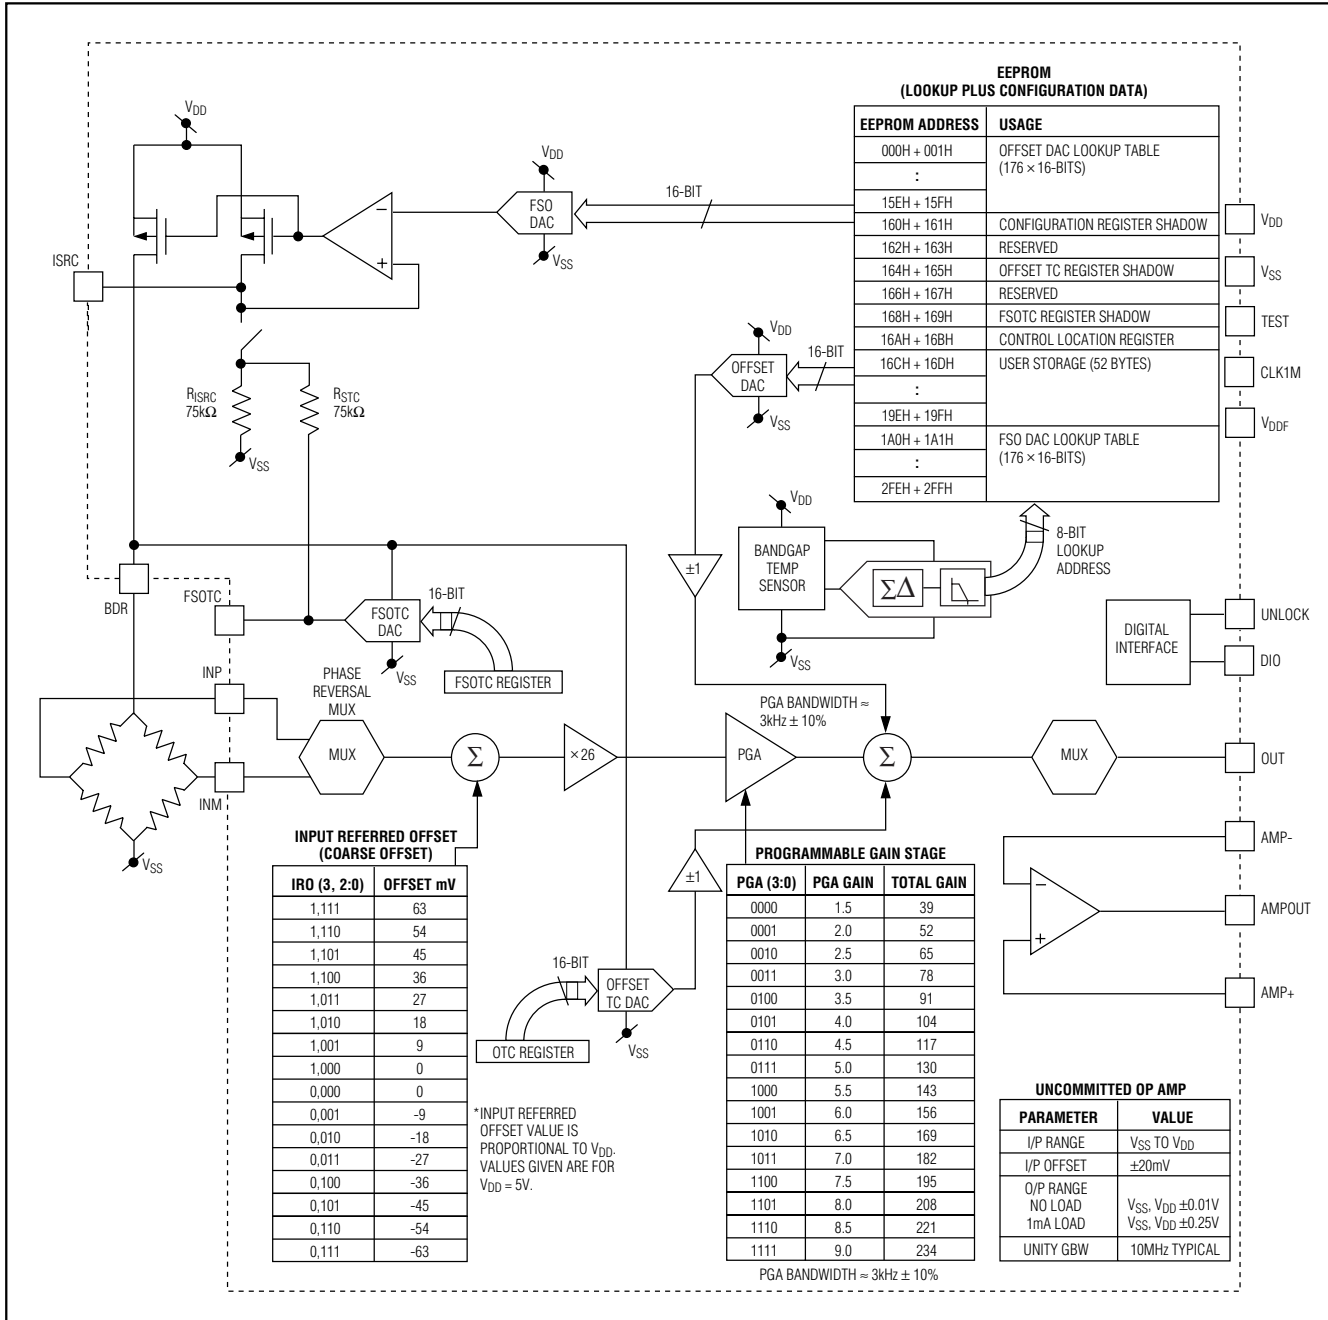 EEPROM
(LOOKUP PLUS CONFIGURATION DATA)
EEPROM ADDRESS USAGE
000H + 001H OFFSET DAC LOOKUP TABLE
(176 × 16-BITS)
:
15EH + 15FH
160H + 161H CONFIGURATION REGISTER SHADOW
162H + 163H RESERVED
164H + 165H OFFSET TC REGISTER SHADOW
166H + 167H RESERVED
168H + 169H FSOTC REGISTER SHADOW
16AH + 16BH CONTROL LOCATION REGISTER
16CH + 16DH USER STORAGE (52 BYTES)
:
19EH + 19FH
1A0H + 1A1H FSO DAC LOOKUP TABLE
(176 × 16-BITS)
:
2FEH + 2FFH
VDD
VDD
16-BIT
FSO
DAC
VSS
−
+
ISRC
RISRC
75kΩ
RSTC
75kΩ
VSS
VDD
16-BIT
OFFSET
DAC
VSS
VDD
VSS
TEST
CLK1M
VDDF
VDD
BANDGAP
TEMP
SENSOR
ΣΔ
8-BIT
LOOKUP
ADDRESS
±1
VSS
BDR
FSOTC
FSOTC
DAC
16-BIT
VSS
FSOTC REGISTER
DIGITAL
INTERFACE
UNLOCK
DIO
INP
PHASE
REVERSAL
MUX
MUX
INM
VSS
Σ
×26
PGA BANDWIDTH ≈
3kHz ± 10%
PGA
Σ
MUX
OUT
INPUT REFERRED OFFSET
(COARSE OFFSET)
IRO (3, 2:0) OFFSET mV
1,111 63
1,110 54
1,101 45
1,100 36
1,011 27
1,010 18
1,001 9
1,000 0
0,000 0
0,001 -9
0,010 -18
0,011 -27
0,100 -36
0,101 -45
0,110 -54
0,111 -63
±1
16-BIT
OFFSET
TC DAC
OTC REGISTER
VSS
*INPUT REFERRED
OFFSET VALUE IS
PROPORTIONAL TO VDD.
VALUES GIVEN ARE FOR
VDD = 5V.
PROGRAMMABLE GAIN STAGE
PGA (3:0) PGA GAIN TOTAL GAIN
0000 1.5 39
0001 2.0 52
0010 2.5 65
0011 3.0 78
0100 3.5 91
0101 4.0 104
0110 4.5 117
0111 5.0 130
1000 5.5 143
1001 6.0 156
1010 6.5 169
1011 7.0 182
1100 7.5 195
1101 8.0 208
1110 8.5 221
1111 9.0 234
PGA BANDWIDTH ≈ 3kHz ± 10%
AMP-
−
AMPOUT
+
AMP+
UNCOMMITTED OP AMP
PARAMETER VALUE
I/P RANGE VSS TO VDD
I/P OFFSET ±20mV
O/P RANGE
NO LOAD VSS, VDD ±0.01V
1mA LOAD VSS, VDD ±0.25V
UNITY GBW 10MHz TYPICAL